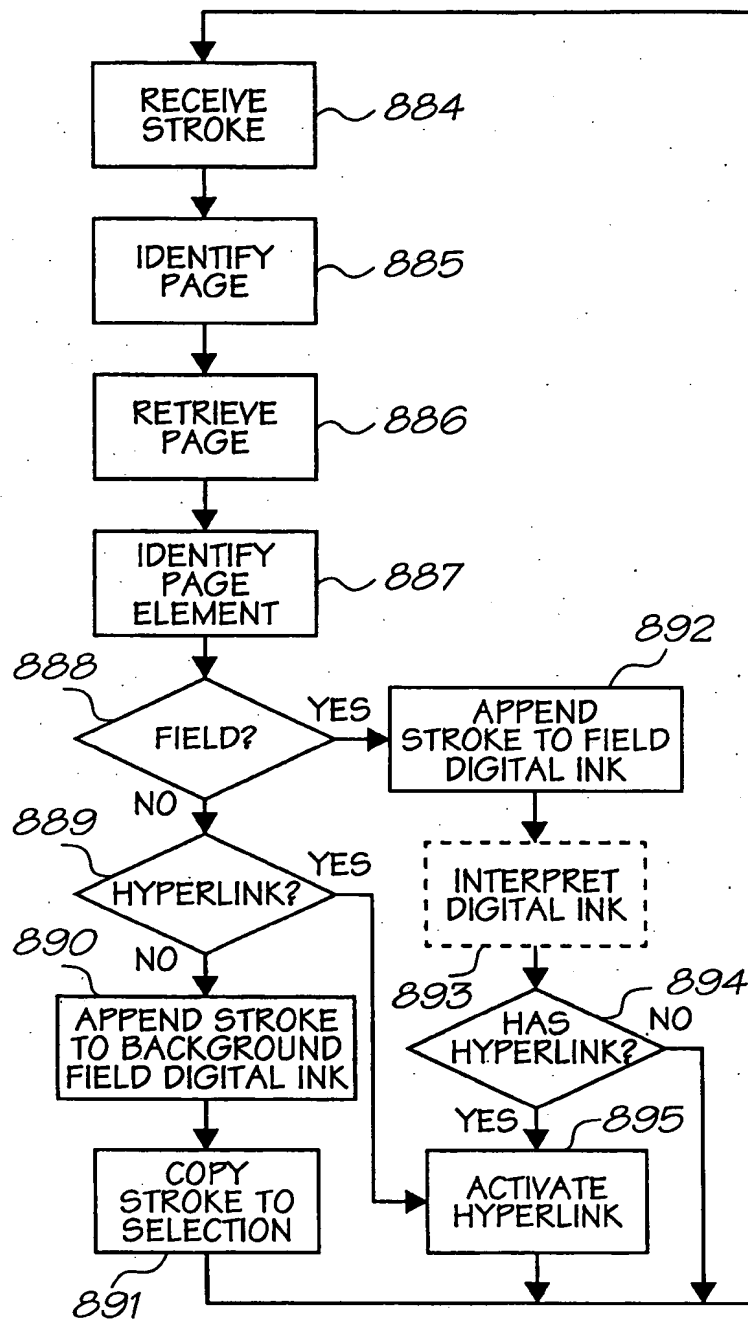 RECEIVE
STROKE
884
IDENTIFY
PAGE
885
RETRIEVE
PAGE
886
IDENTIFY
PAGE
ELEMENT
887
888
FIELD?
YES
NO
892
APPEND
STROKE TO FIELD
DIGITAL INK
889
HYPERLINK?
YES
NO
INTERPRET
DIGITAL INK
893
890
APPEND STROKE
TO BACKGROUND
FIELD DIGITAL INK
894
HAS
HYPERLINK?
NO
YES
895
COPY
STROKE TO
SELECTION
891
ACTIVATE
HYPERLINK